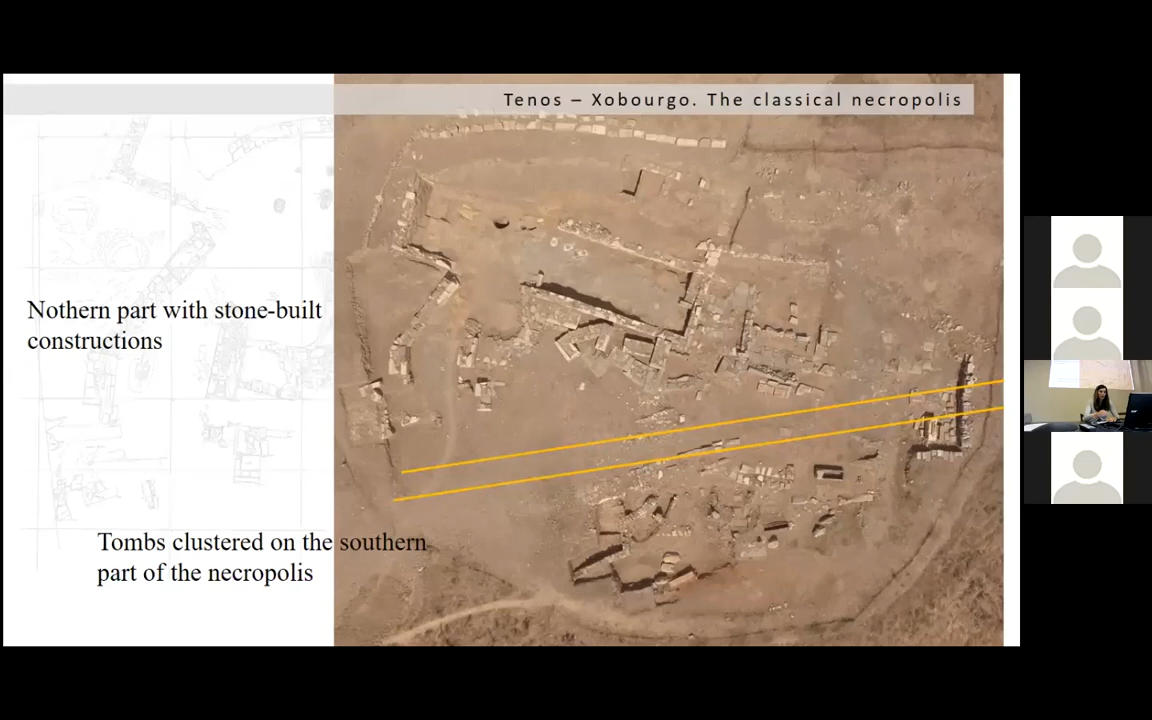 Tenos – Xobourgo. The classical necropolis
Nothern part with stone-built
constructions
Tombs clustered on the southern
part of the necropolis